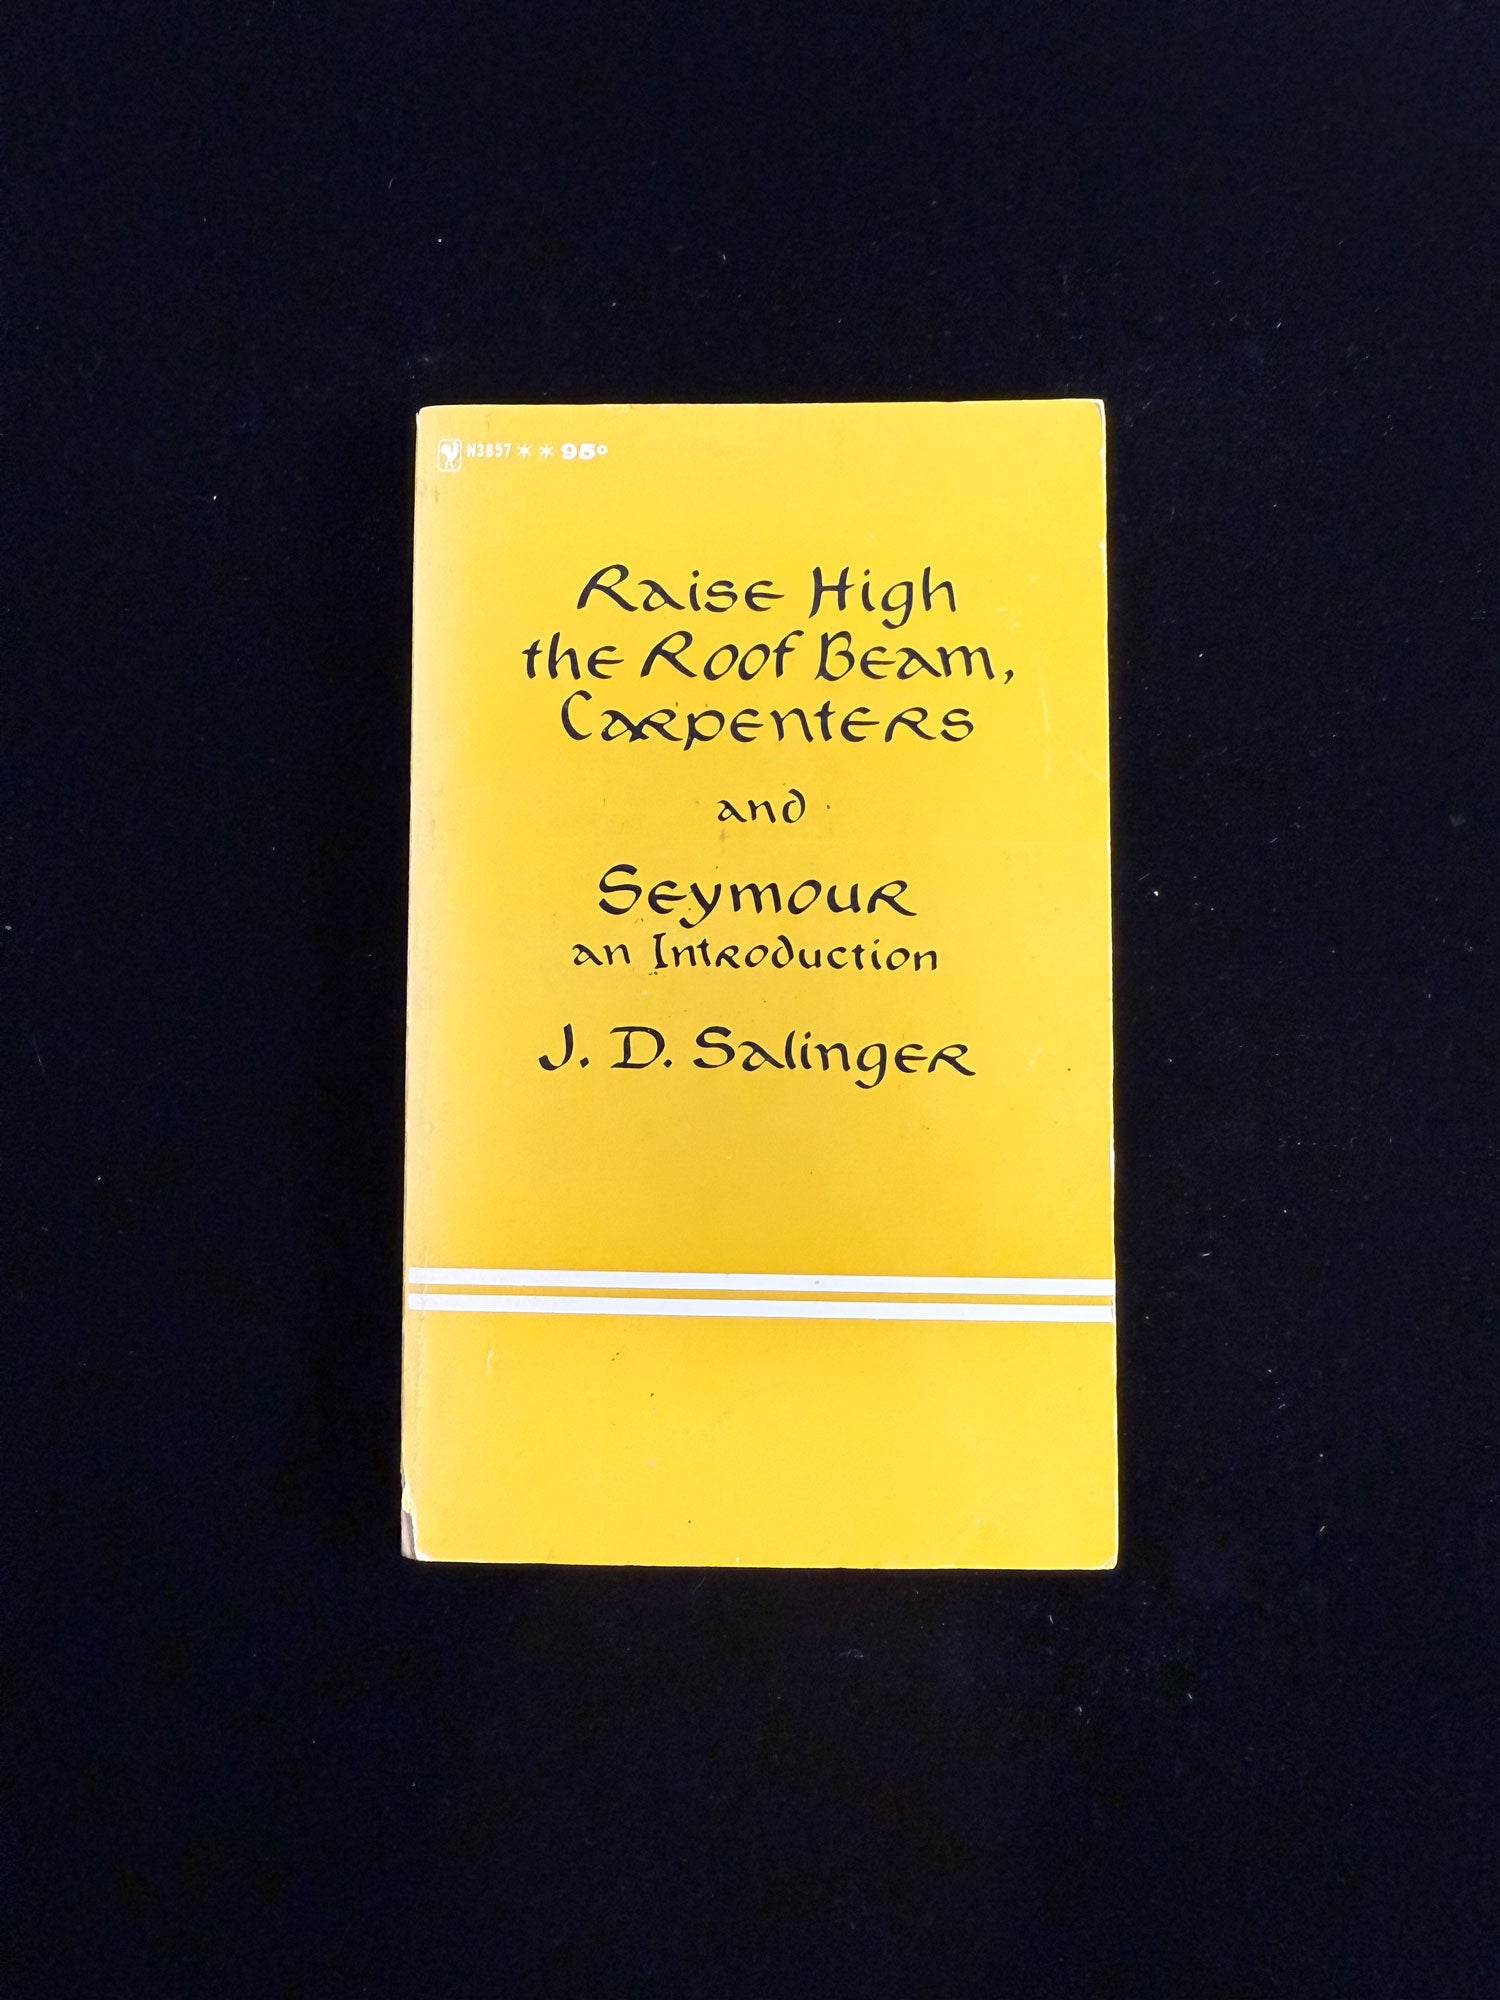 N3857 ** 95¢
Raise High
the Roof Beam,
Carpenters
and
Seymour
an Introduction
J. D. Salinger